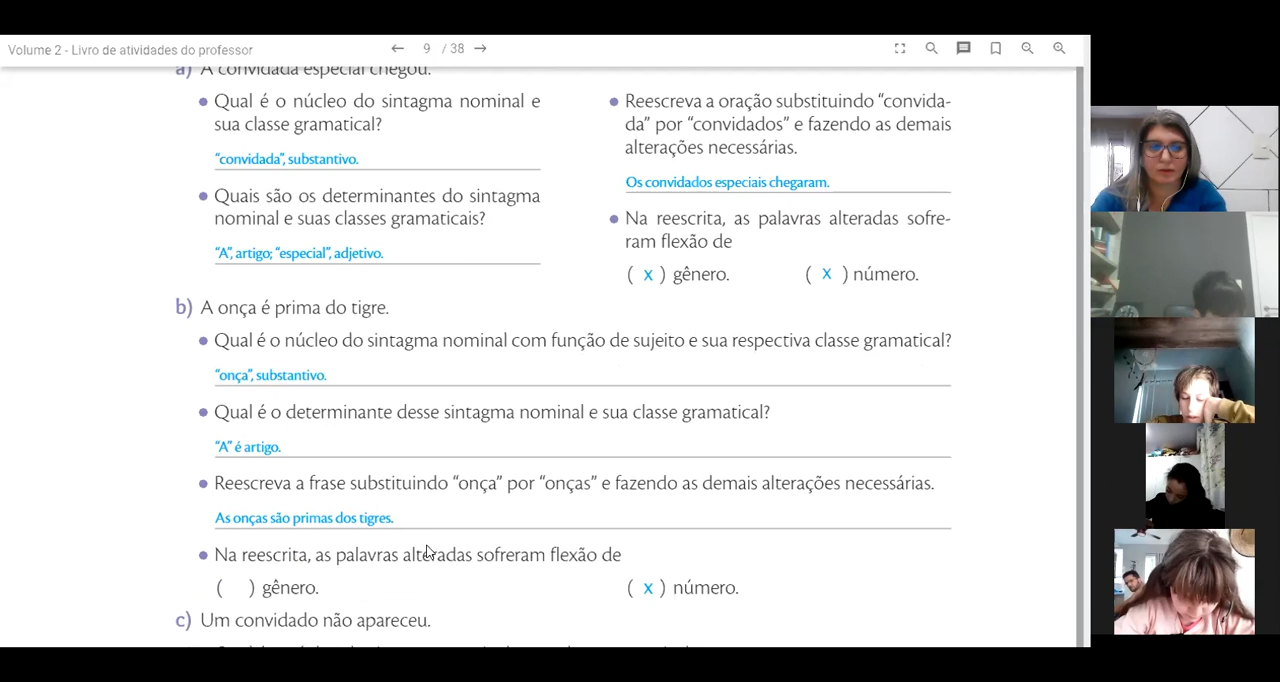 Volume 2 - Livro de atividades do professor
9 / 38
a) A convidada especial chegou.
Qual é o núcleo do sintagma nominal e
sua classe gramatical?
“convidada”, substantivo.
Quais são os determinantes do sintagma
nominal e suas classes gramaticais?
“A”, artigo; “especial”, adjetivo.
Reescreva a oração substituindo “convida-
da” por “convidados” e fazendo as demais
alterações necessárias.
Os convidados especiais chegaram.
Na reescrita, as palavras alteradas sofre-
ram flexão de
( x ) gênero. ( x ) número.
b) A onça é prima do tigre.
Qual é o núcleo do sintagma nominal com função de sujeito e sua respectiva classe gramatical?
“onça”, substantivo.
Qual é o determinante desse sintagma nominal e sua classe gramatical?
“A” é artigo.
Reescreva a frase substituindo “onça” por “onças” e fazendo as demais alterações necessárias.
As onças são primas dos tigres.
Na reescrita, as palavras alteradas sofreram flexão de
( ) gênero. ( x ) número.
c) Um convidado não apareceu.